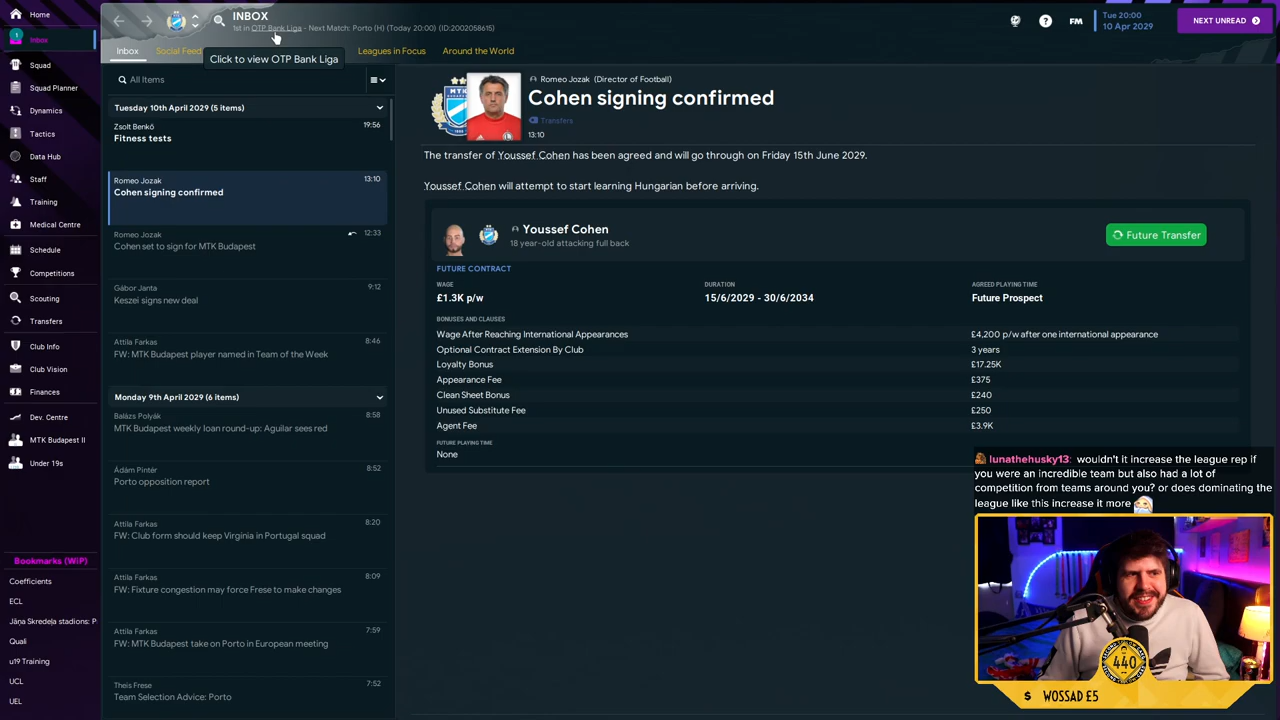 Home
Inbox
1
Squad
Squad Planner
Dynamics
Tactics
Data Hub
Staff
Training
Medical Centre
Schedule
Competitions
Scouting
Transfers
Club Info
Club Vision
Finances
Dev. Centre
MTK Budapest II
Under 19s
Bookmarks (WiP)
Coefficients
ECL
Jāņa Skredeļa stadions: P
Quali
u19 Training
UCL
UEL
INBOX
1st in OTP Bank Liga - Next Match: Porto (H) (Today 20:00) (ID:2002058615)
FM
Tue 20:00
10 Apr 2029
NEXT UNREAD
Inbox
Social Feed
Click to view OTP Bank Liga
Leagues in Focus
Around the World
All Items
Tuesday 10th April 2029 (5 items)
Zsolt Benkő
19:56
Fitness tests
Romeo Jozak
13:10
Cohen signing confirmed
Romeo Jozak
12:33
Cohen set to sign for MTK Budapest
Gábor Janta
9:12
Keszei signs new deal
Attila Farkas
8:46
FW: MTK Budapest player named in Team of the Week
Monday 9th April 2029 (6 items)
Balázs Polyák
8:58
MTK Budapest weekly loan round-up: Aguilar sees red
Ádám Pintér
8:52
Porto opposition report
Attila Farkas
8:20
FW: Club form should keep Virginia in Portugal squad
Attila Farkas
8:09
FW: Fixture congestion may force Frese to make changes
Attila Farkas
7:59
FW: MTK Budapest take on Porto in European meeting
Theis Frese
7:52
Team Selection Advice: Porto
Romeo Jozak (Director of Football)
Cohen signing confirmed
Transfers
13:10
The transfer of Youssef Cohen has been agreed and will go through on Friday 15th June 2029.
Youssef Cohen will attempt to start learning Hungarian before arriving.
Youssef Cohen
18 year-old attacking full back
Future Transfer
FUTURE CONTRACT
WAGE
DURATION
AGREED PLAYING TIME
£1.3K p/w
15/6/2029 - 30/6/2034
Future Prospect
BONUSES AND CLAUSES
Wage After Reaching International Appearances
£4,200 p/w after one international appearance
Optional Contract Extension By Club
3 years
Loyalty Bonus
£17.25K
Appearance Fee
£375
Clean Sheet Bonus
£240
Unused Substitute Fee
£250
Agent Fee
£3.9K
FUTURE PLAYING TIME
None
lunathehusky13: wouldn't it increase the league rep if
you were an incredible team but also had a lot of
competition from teams around you? or does dominating the
league like this increase it more
440
$ WOSSAD £5